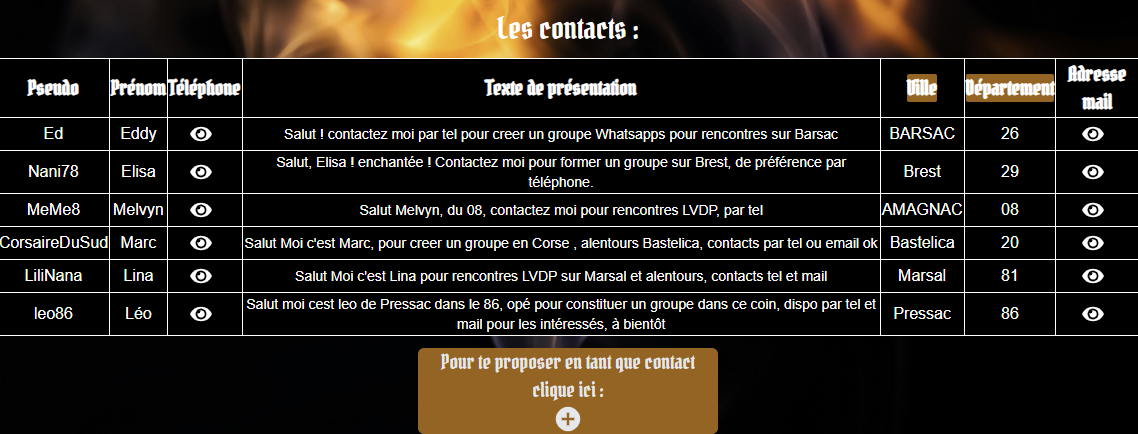 Les contacts :
Pseudo Prénom Téléphone Texte de présentation Ville Département Adresse mail
Ed Eddy Salut ! contactez moi par tel pour creer un groupe Whatsapps pour rencontres sur Barsac BARSAC 26
Nani78 Elisa Salut, Elisa ! enchantée ! Contactez moi pour former un groupe sur Brest, de préférence par
téléphone. Brest 29
MeMe8 Melvyn Salut Melvyn, du 08, contactez moi pour rencontres LVDP, par tel AMAGNAC 08
CorsaireDuSud Marc Salut Moi c'est Marc, pour creer un groupe en Corse , alentours Bastelica, contacts par tel ou email ok Bastelica 20
LiliNana Lina Salut Moi c'est Lina pour rencontres LVDP sur Marsal et alentours, contacts tel et mail Marsal 81
leo86 Léo Salut moi cest leo de Pressac dans le 86, opé pour constituer un groupe dans ce coin, dispo par tel et
mail pour les intéressés, à bientôt Pressac 86
Pour te proposer en tant que contact
clique ici :